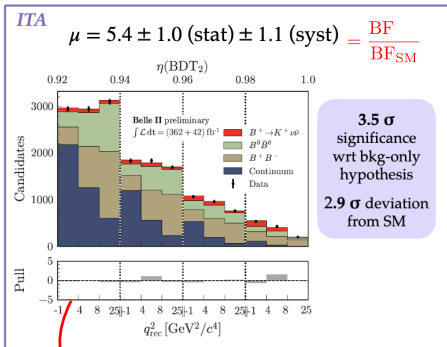 ITA
μ = 5.4 ± 1.0 (stat) ± 1.1 (syst) = BF / BF_SM
η(BDT₂)
0.92 0.94 0.96 0.98 1.0
Belle II preliminary
∫ L dt = (362 + 42) fb⁻¹
B⁺→K⁺νν̄
B⁰B̄⁰
B⁺B⁻
Continuum
Data
Candidates
3000
2000
1000
0
3.5 σ
significance
wrt bkg-only
hypothesis
2.9 σ deviation
from SM
Pull
5
0
−5
-1 4 8 25 -1 4 8 25 -1 4 8 25 -1 4 8 25
q²_rec [GeV²/c⁴]